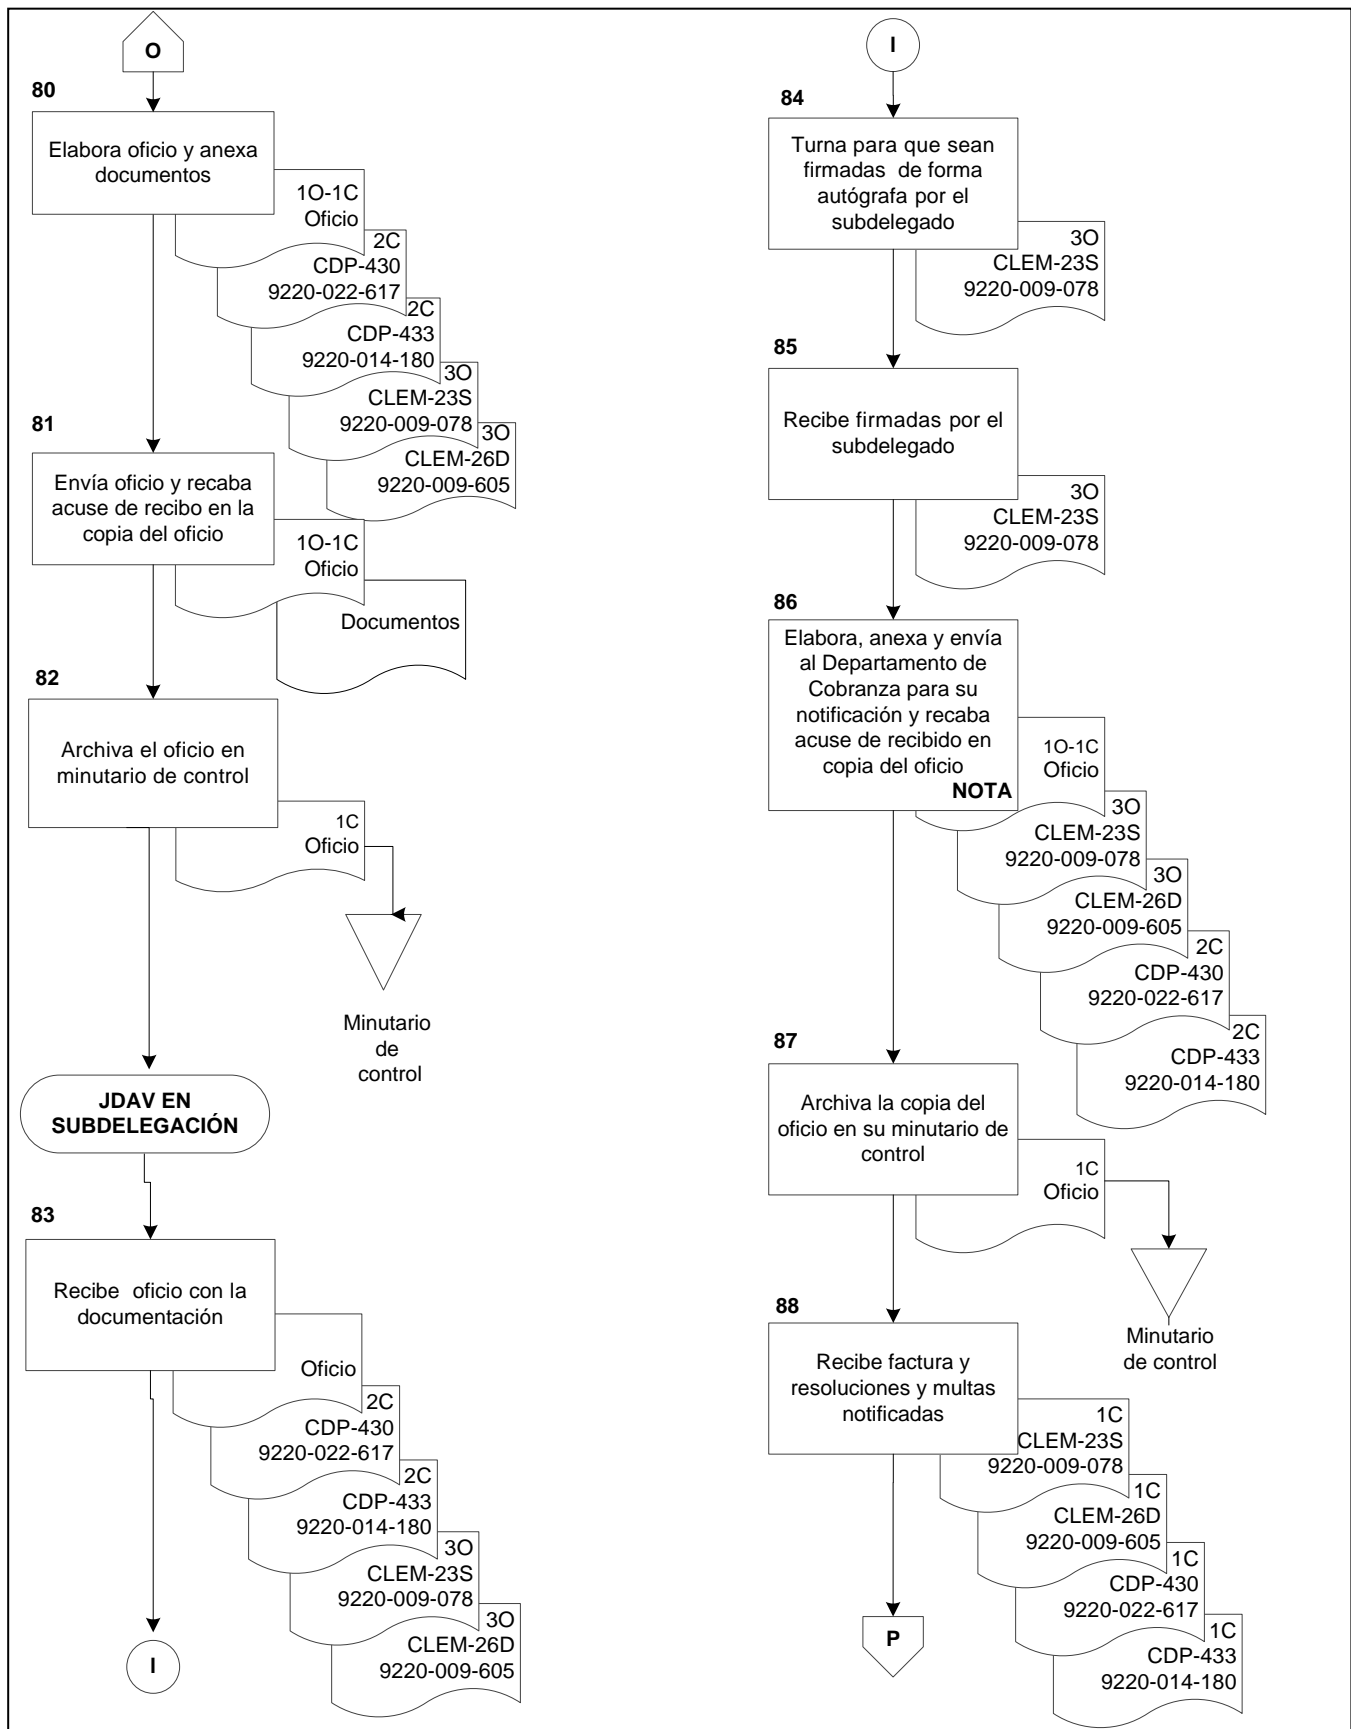 O
80
Elabora oficio y anexa
documentos
1O-1C
Oficio
2C
CDP-430
9220-022-617
2C
CDP-433
9220-014-180
3O
CLEM-23S
9220-009-078
3O
CLEM-26D
9220-009-605
81
Envía oficio y recaba
acuse de recibo en la
copia del oficio
1O-1C
Oficio
Documentos
82
Archiva el oficio en
minutario de control
1C
Oficio
Minutario
de
control
JDAV EN
SUBDELEGACIÓN
83
Recibe oficio con la
documentación
Oficio
2C
CDP-430
9220-022-617
2C
CDP-433
9220-014-180
3O
CLEM-23S
9220-009-078
3O
CLEM-26D
9220-009-605
I
I
84
Turna para que sean
firmadas de forma
autógrafa por el
subdelegado
3O
CLEM-23S
9220-009-078
85
Recibe firmadas por el
subdelegado
3O
CLEM-23S
9220-009-078
86
Elabora, anexa y envía
al Departamento de
Cobranza para su
notificación y recaba
acuse de recibido en
copia del oficio
NOTA
1O-1C
Oficio
3O
CLEM-23S
9220-009-078
3O
CLEM-26D
9220-009-605
2C
CDP-430
9220-022-617
2C
CDP-433
9220-014-180
87
Archiva la copia del
oficio en su minutario de
control
1C
Oficio
Minutario
de control
88
Recibe factura y
resoluciones y multas
notificadas
1C
CLEM-23S
9220-009-078
1C
CLEM-26D
9220-009-605
1C
CDP-430
9220-022-617
1C
CDP-433
9220-014-180
P